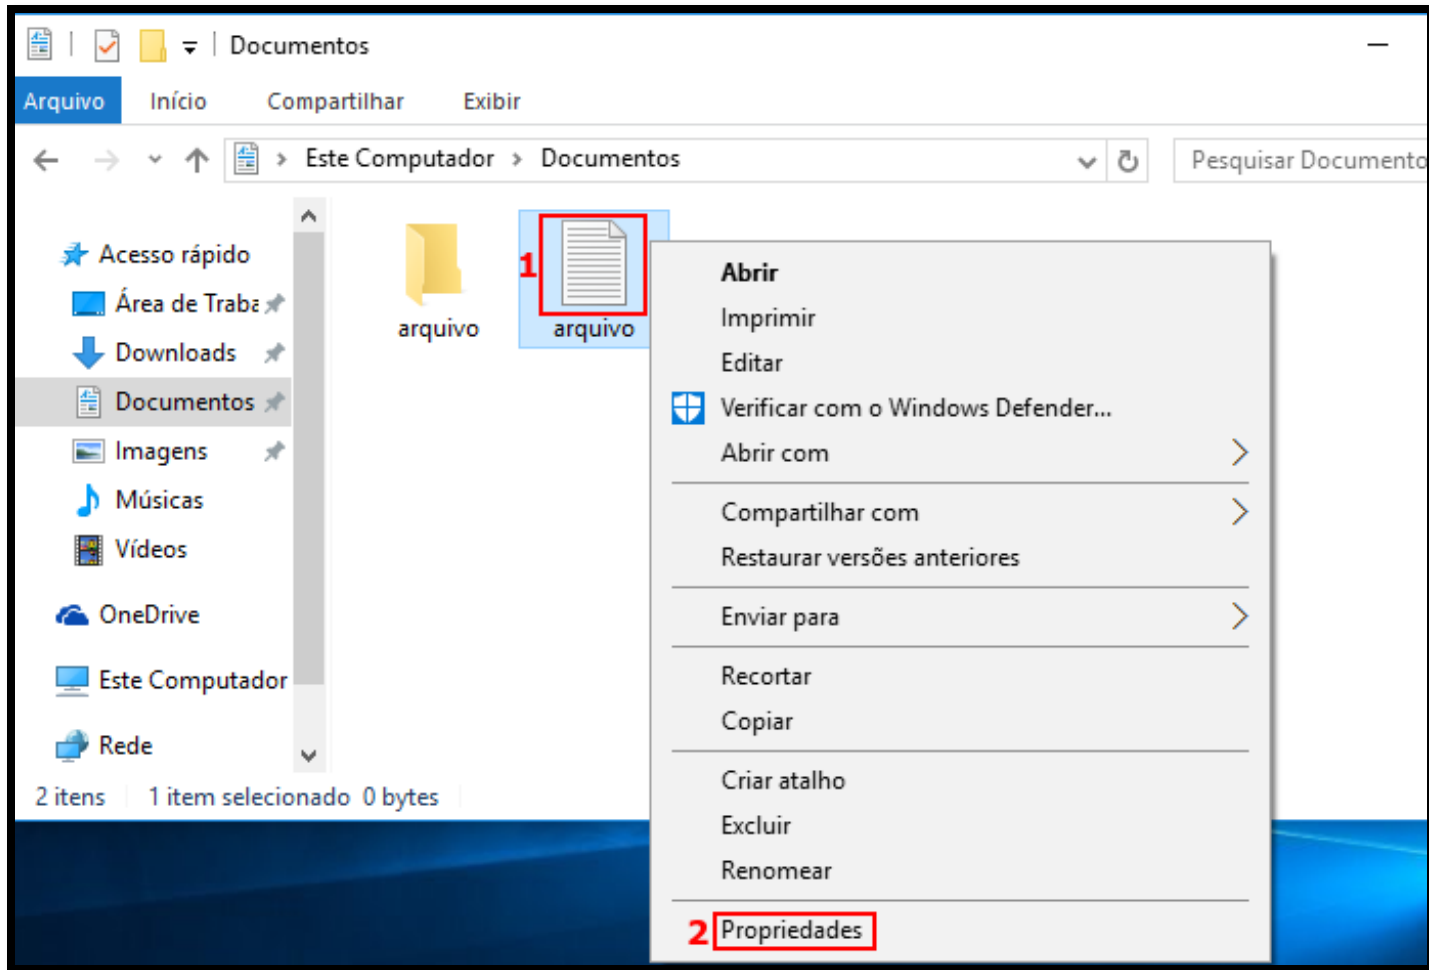 Documentos
Arquivo Início Compartilhar Exibir
Este Computador > Documentos
Pesquisar Documento
Acesso rápido
Área de Traba
Downloads
Documentos
Imagens
Músicas
Vídeos
OneDrive
Este Computador
Rede
arquivo
1
arquivo
Abrir
Imprimir
Editar
Verificar com o Windows Defender...
Abrir com
Compartilhar com
Restaurar versões anteriores
Enviar para
Recortar
Copiar
Criar atalho
Excluir
Renomear
2 Propriedades
2 itens 1 item selecionado 0 bytes